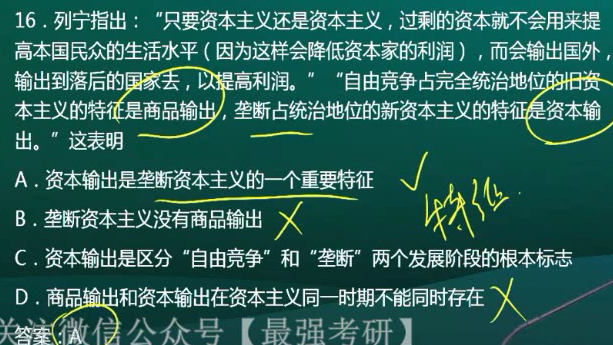 16．列宁指出：“只要资本主义还是资本主义，过剩的资本就不会用来提
高本国民众的生活水平（因为这样会降低资本家的利润），而会输出国外，
输出到落后的国家去，以提高利润。”“自由竞争占完全统治地位的旧资
本主义的特征是商品输出，垄断占统治地位的新资本主义的特征是资本输
出。”这表明
A．资本输出是垄断资本主义的一个重要特征
特征
B．垄断资本主义没有商品输出
C．资本输出是区分“自由竞争”和“垄断”两个发展阶段的根本标志
D．商品输出和资本输出在资本主义同一时期不能同时存在
关注微信公众号【最强考研】
答案：A